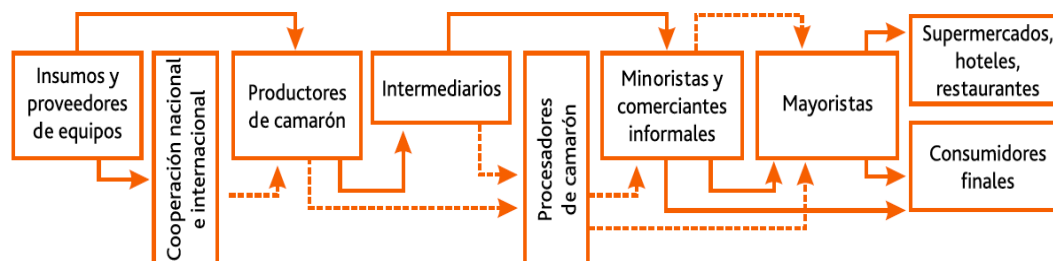 Insumos y
proveedores
de equipos
Cooperación nacional
e internacional
Productores
de camarón
Intermediarios
Procesadores
de camarón
Minoristas y
comerciantes
informales
Mayoristas
Supermercados,
hoteles,
restaurantes
Consumidores
finales